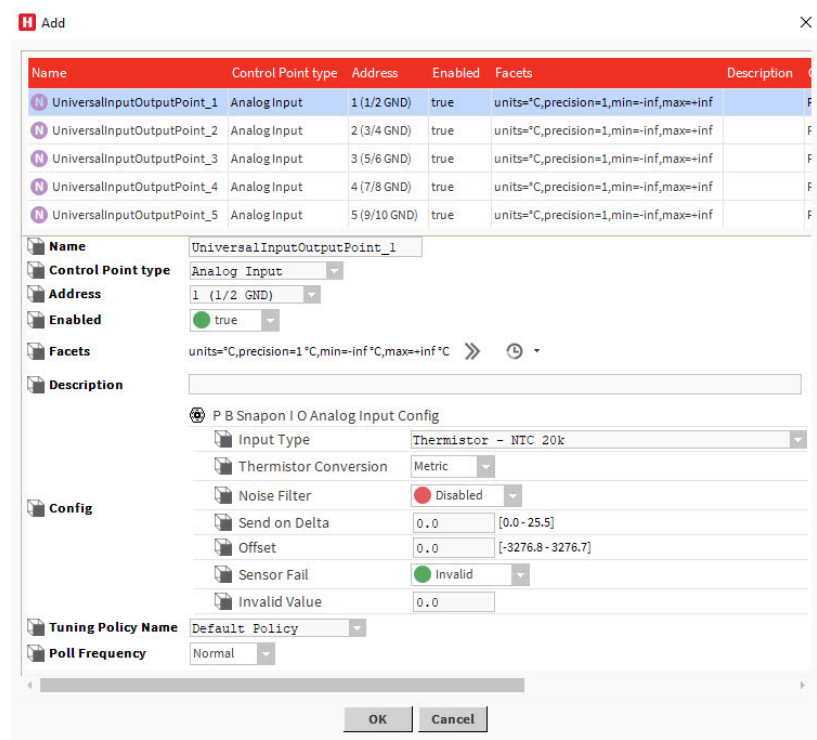 H Add
Name Control Point type Address Enabled Facets Description
N UniversalInputOutputPoint_1 Analog Input 1 (1/2 GND) true units=°C,precision=1,min=-inf,max=+inf
N UniversalInputOutputPoint_2 Analog Input 2 (3/4 GND) true units=°C,precision=1,min=-inf,max=+inf
N UniversalInputOutputPoint_3 Analog Input 3 (5/6 GND) true units=°C,precision=1,min=-inf,max=+inf
N UniversalInputOutputPoint_4 Analog Input 4 (7/8 GND) true units=°C,precision=1,min=-inf,max=+inf
N UniversalInputOutputPoint_5 Analog Input 5 (9/10 GND) true units=°C,precision=1,min=-inf,max=+inf
Name UniversalInputOutputPoint_1
Control Point type Analog Input
Address 1 (1/2 GND)
Enabled true
Facets units=°C,precision=1 °C,min=-inf °C,max=+inf °C
Description
P B Snapon I O Analog Input Config
Input Type Thermistor - NTC 20k
Thermistor Conversion Metric
Noise Filter Disabled
Config
Send on Delta 0.0 [0.0 - 25.5]
Offset 0.0 [-3276.8 - 3276.7]
Sensor Fail Invalid
Invalid Value 0.0
Tuning Policy Name Default Policy
Poll Frequency Normal
OK Cancel